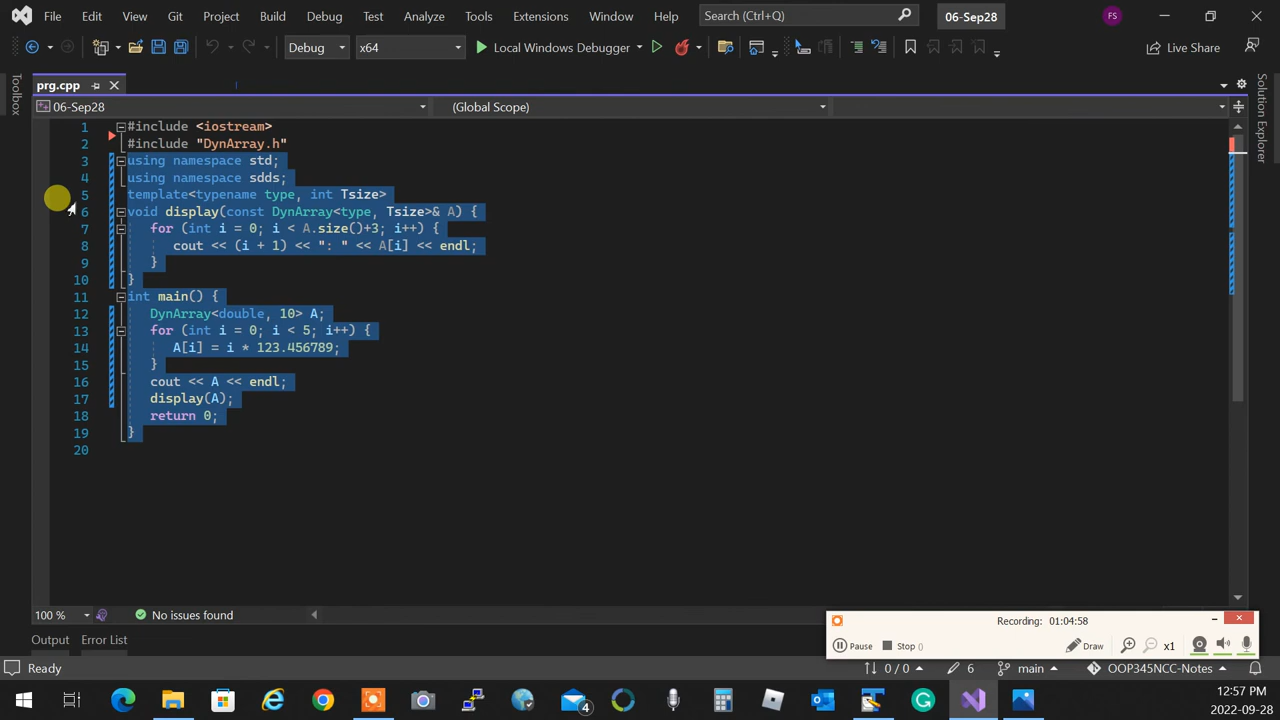 File Edit View Git Project Build Debug Test Analyze Tools Extensions Window Help Search (Ctrl+Q) 06-Sep28 FS
Debug x64 Local Windows Debugger Live Share
prg.cpp
06-Sep28 (Global Scope)
Toolbox
Solution Explorer
1 #include <iostream>
2 #include "DynArray.h"
3 using namespace std;
4 using namespace sdds;
5 template<typename type, int Tsize>
6 void display(const DynArray<type, Tsize>& A) {
7 for (int i = 0; i < A.size()+3; i++) {
8 cout << (i + 1) << ": " << A[i] << endl;
9 }
10 }
11 int main() {
12 DynArray<double, 10> A;
13 for (int i = 0; i < 5; i++) {
14 A[i] = i * 123.456789;
15 }
16 cout << A << endl;
17 display(A);
18 return 0;
19 }
20
100 % No issues found
Recording: 01:04:58
Pause Stop () Draw x1
Output Error List
Ready 0 / 0 6 main OOP345NCC-Notes
4
12:57 PM
2022-09-28